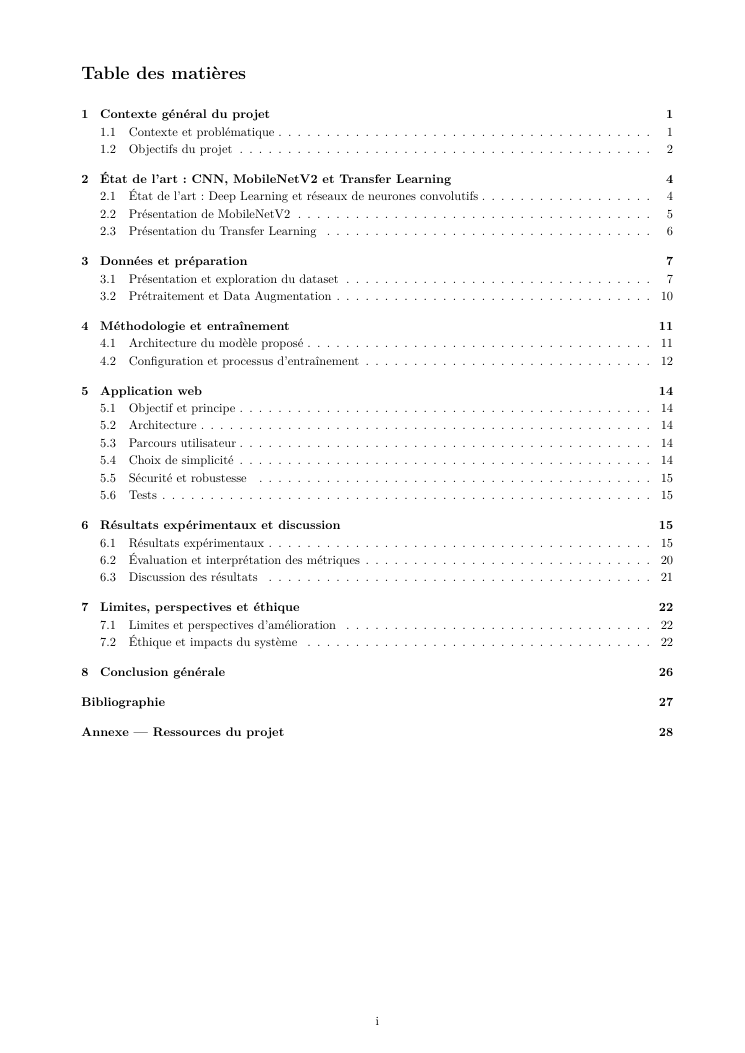 Table des matières
1 Contexte général du projet 1
1.1 Contexte et problématique . . . . . . . . . . . . . . . . . . . . . . . . . . . . . . . . . . . . . . . 1
1.2 Objectifs du projet . . . . . . . . . . . . . . . . . . . . . . . . . . . . . . . . . . . . . . . . . . . 2
2 État de l'art : CNN, MobileNetV2 et Transfer Learning 4
2.1 État de l'art : Deep Learning et réseaux de neurones convolutifs . . . . . . . . . . . . . . . . . . 4
2.2 Présentation de MobileNetV2 . . . . . . . . . . . . . . . . . . . . . . . . . . . . . . . . . . . . . 5
2.3 Présentation du Transfer Learning . . . . . . . . . . . . . . . . . . . . . . . . . . . . . . . . . . 6
3 Données et préparation 7
3.1 Présentation et exploration du dataset . . . . . . . . . . . . . . . . . . . . . . . . . . . . . . . . 7
3.2 Prétraitement et Data Augmentation . . . . . . . . . . . . . . . . . . . . . . . . . . . . . . . . . 10
4 Méthodologie et entraînement 11
4.1 Architecture du modèle proposé . . . . . . . . . . . . . . . . . . . . . . . . . . . . . . . . . . . . 11
4.2 Configuration et processus d'entraînement . . . . . . . . . . . . . . . . . . . . . . . . . . . . . . 12
5 Application web 14
5.1 Objectif et principe . . . . . . . . . . . . . . . . . . . . . . . . . . . . . . . . . . . . . . . . . . . 14
5.2 Architecture . . . . . . . . . . . . . . . . . . . . . . . . . . . . . . . . . . . . . . . . . . . . . . . 14
5.3 Parcours utilisateur . . . . . . . . . . . . . . . . . . . . . . . . . . . . . . . . . . . . . . . . . . . 14
5.4 Choix de simplicité . . . . . . . . . . . . . . . . . . . . . . . . . . . . . . . . . . . . . . . . . . . 14
5.5 Sécurité et robustesse . . . . . . . . . . . . . . . . . . . . . . . . . . . . . . . . . . . . . . . . . 15
5.6 Tests . . . . . . . . . . . . . . . . . . . . . . . . . . . . . . . . . . . . . . . . . . . . . . . . . . . 15
6 Résultats expérimentaux et discussion 15
6.1 Résultats expérimentaux . . . . . . . . . . . . . . . . . . . . . . . . . . . . . . . . . . . . . . . . 15
6.2 Évaluation et interprétation des métriques . . . . . . . . . . . . . . . . . . . . . . . . . . . . . . 20
6.3 Discussion des résultats . . . . . . . . . . . . . . . . . . . . . . . . . . . . . . . . . . . . . . . . 21
7 Limites, perspectives et éthique 22
7.1 Limites et perspectives d'amélioration . . . . . . . . . . . . . . . . . . . . . . . . . . . . . . . . 22
7.2 Éthique et impacts du système . . . . . . . . . . . . . . . . . . . . . . . . . . . . . . . . . . . . 22
8 Conclusion générale 26
Bibliographie 27
Annexe — Ressources du projet 28
i